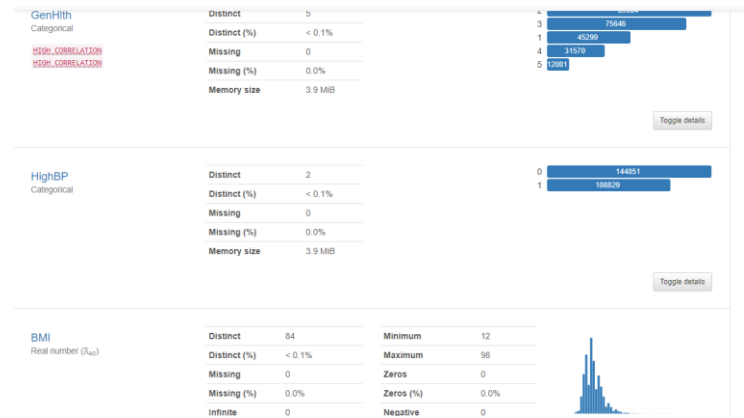 GenHlth
Categorical
HIGH CORRELATION
HIGH CORRELATION
Distinct 5
Distinct (%) < 0.1%
Missing 0
Missing (%) 0.0%
Memory size 3.9 MiB
2
3 75646
1 45299
4 31570
5 12081
Toggle details
HighBP
Categorical
Distinct 2
Distinct (%) < 0.1%
Missing 0
Missing (%) 0.0%
Memory size 3.9 MiB
0 144851
1 108829
Toggle details
BMI
Real number (ℝ≥0)
Distinct 84
Distinct (%) < 0.1%
Missing 0
Missing (%) 0.0%
Infinite 0
Minimum 12
Maximum 98
Zeros 0
Zeros (%) 0.0%
Negative 0